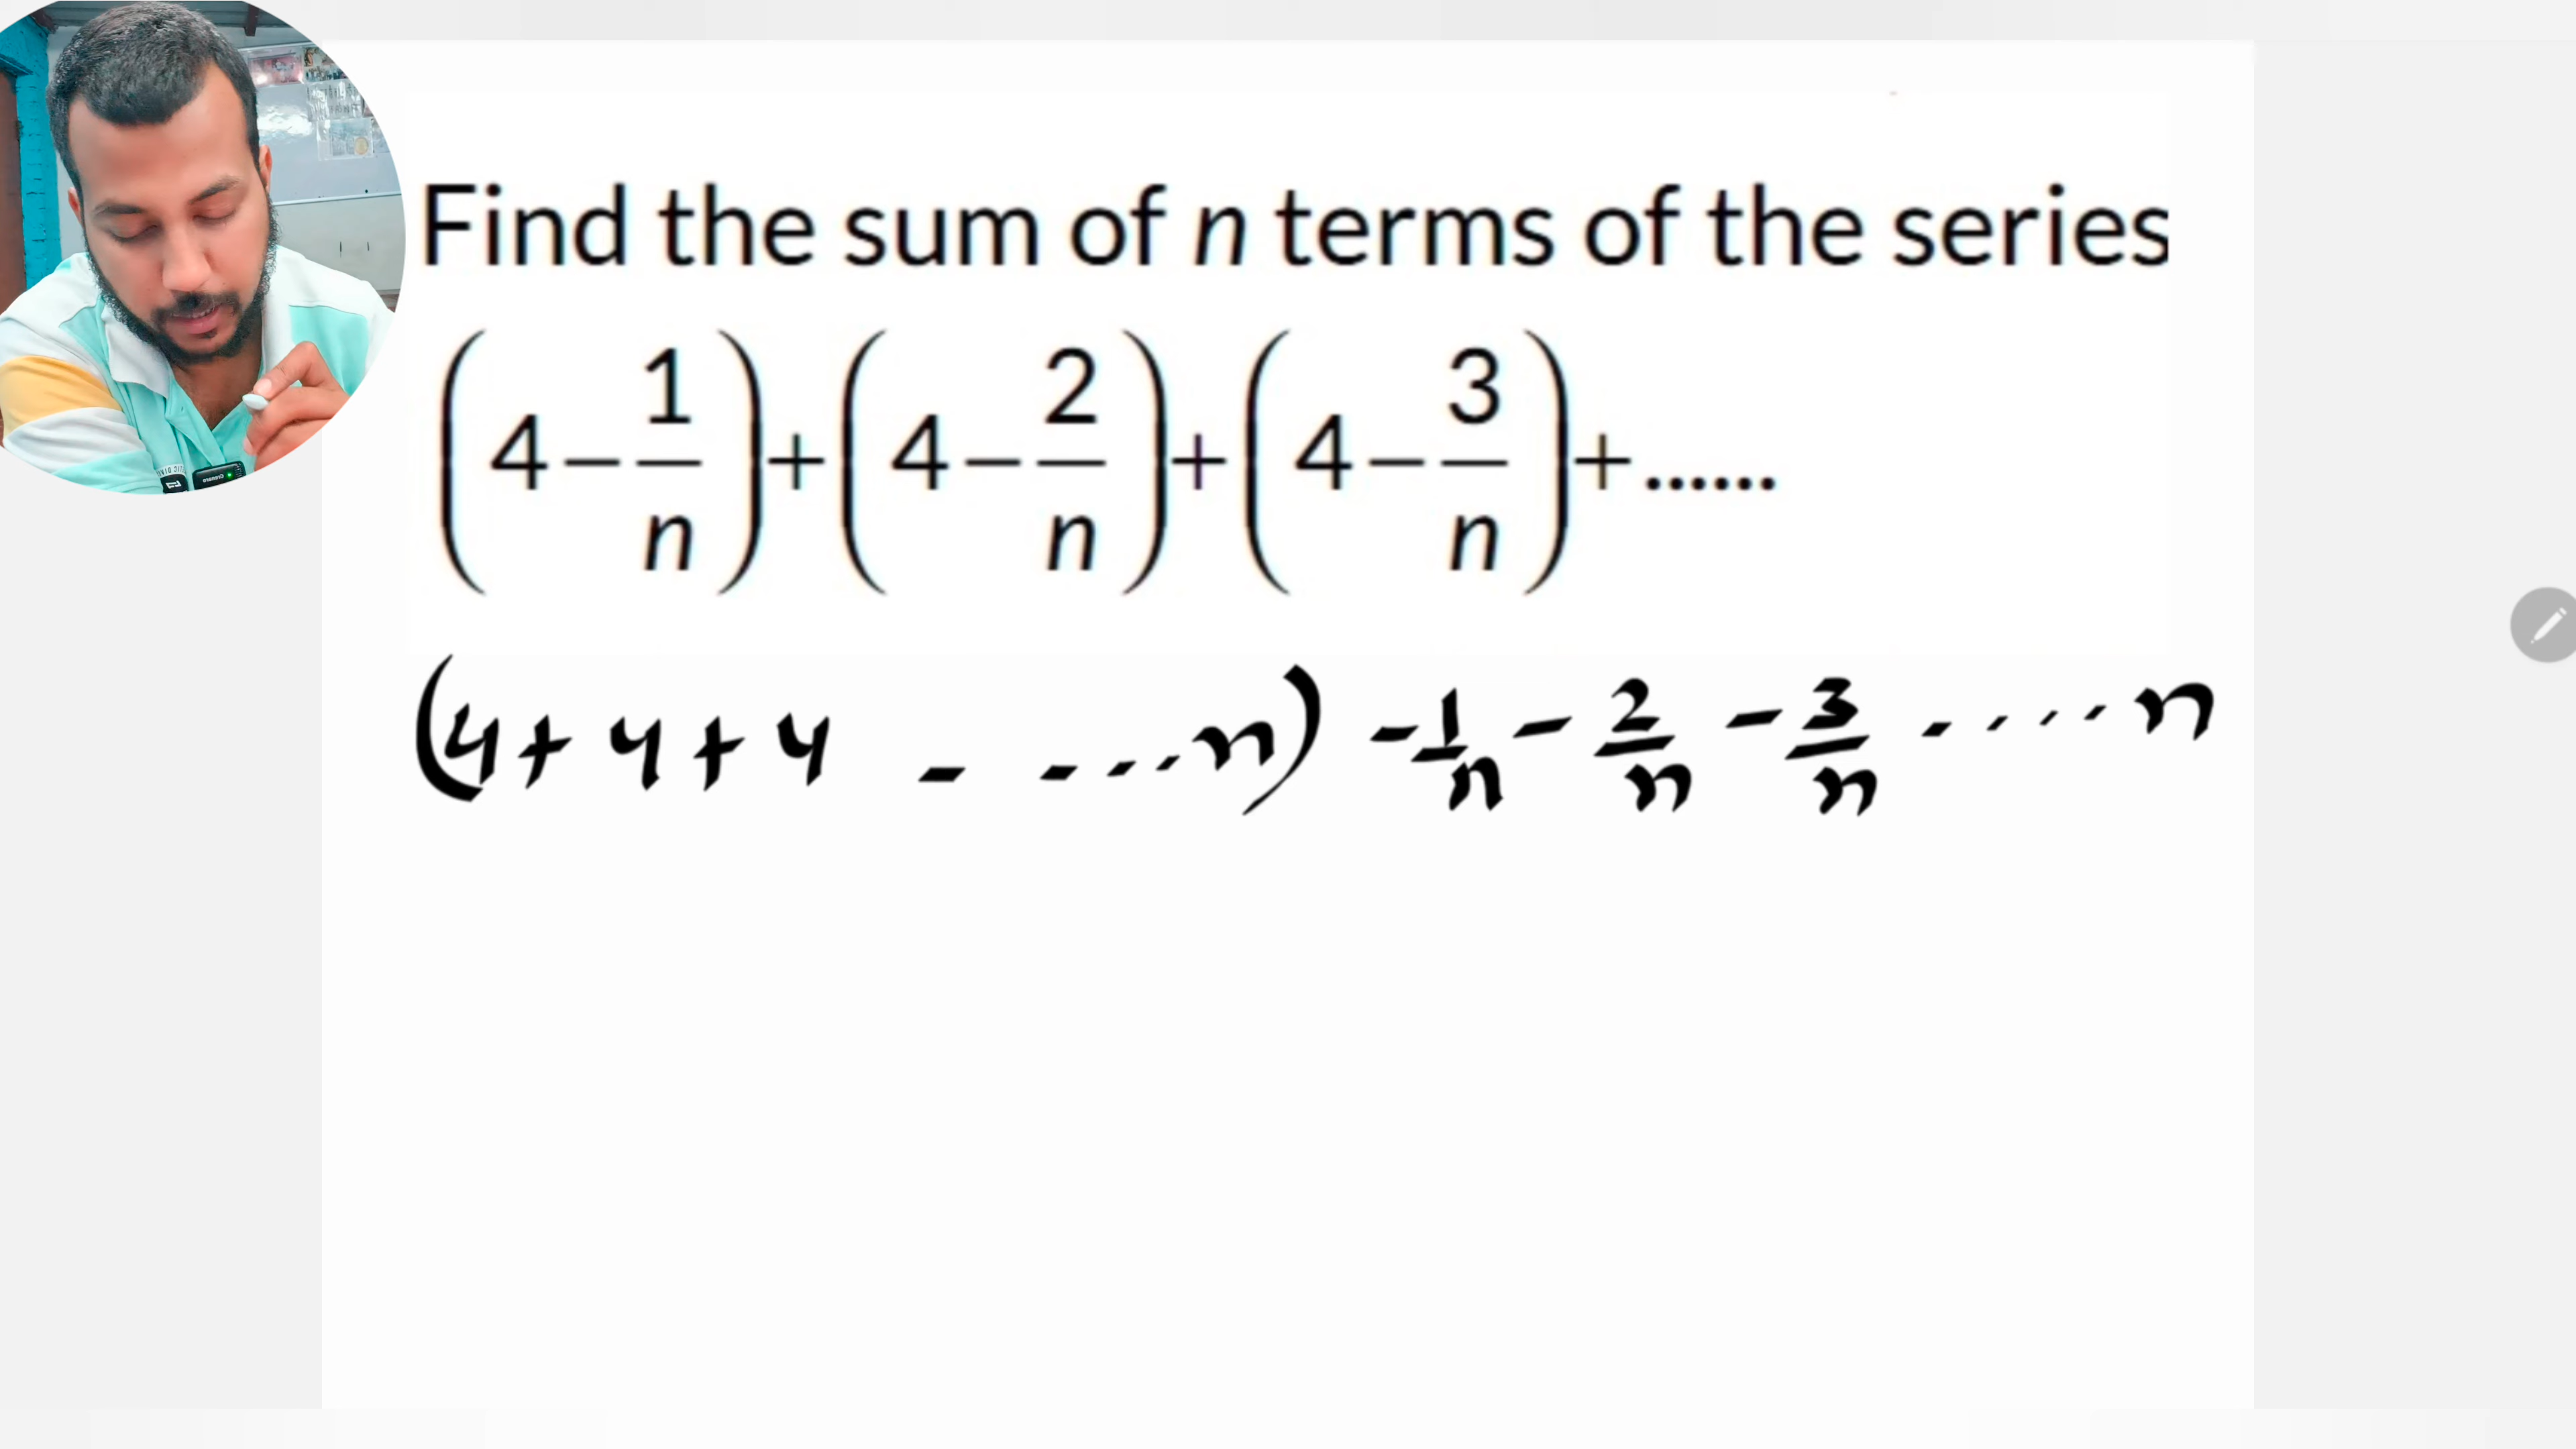 Find the sum of n terms of the series
(4 − 1/n) + (4 − 2/n) + (4 − 3/n) + ......
(4 + 4 + 4 - - - . . n) - 1/n - 2/n - 3/n - . . . . n